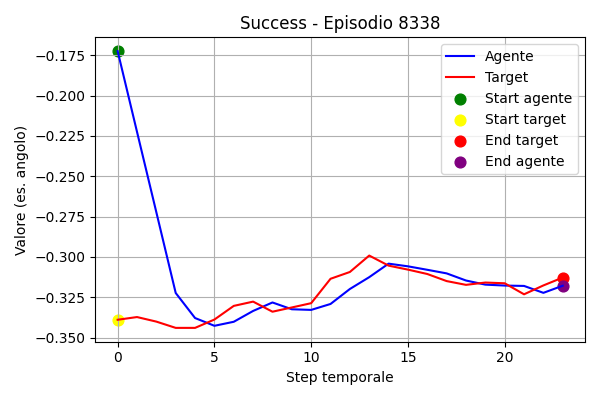 Success - Episodio 8338
Valore (es. angolo)
−0.175
−0.200
−0.225
−0.250
−0.275
−0.300
−0.325
−0.350
Agente
Target
Start agente
Start target
End target
End agente
0
5
10
15
20
Step temporale